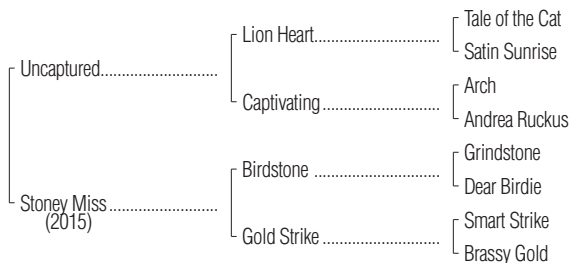 Tale of the Cat
Lion Heart
Satin Sunrise
Uncaptured
Arch
Captivating
Andrea Ruckus
Grindstone
Birdstone
Dear Birdie
Stoney Miss
(2015)
Smart Strike
Gold Strike
Brassy Gold